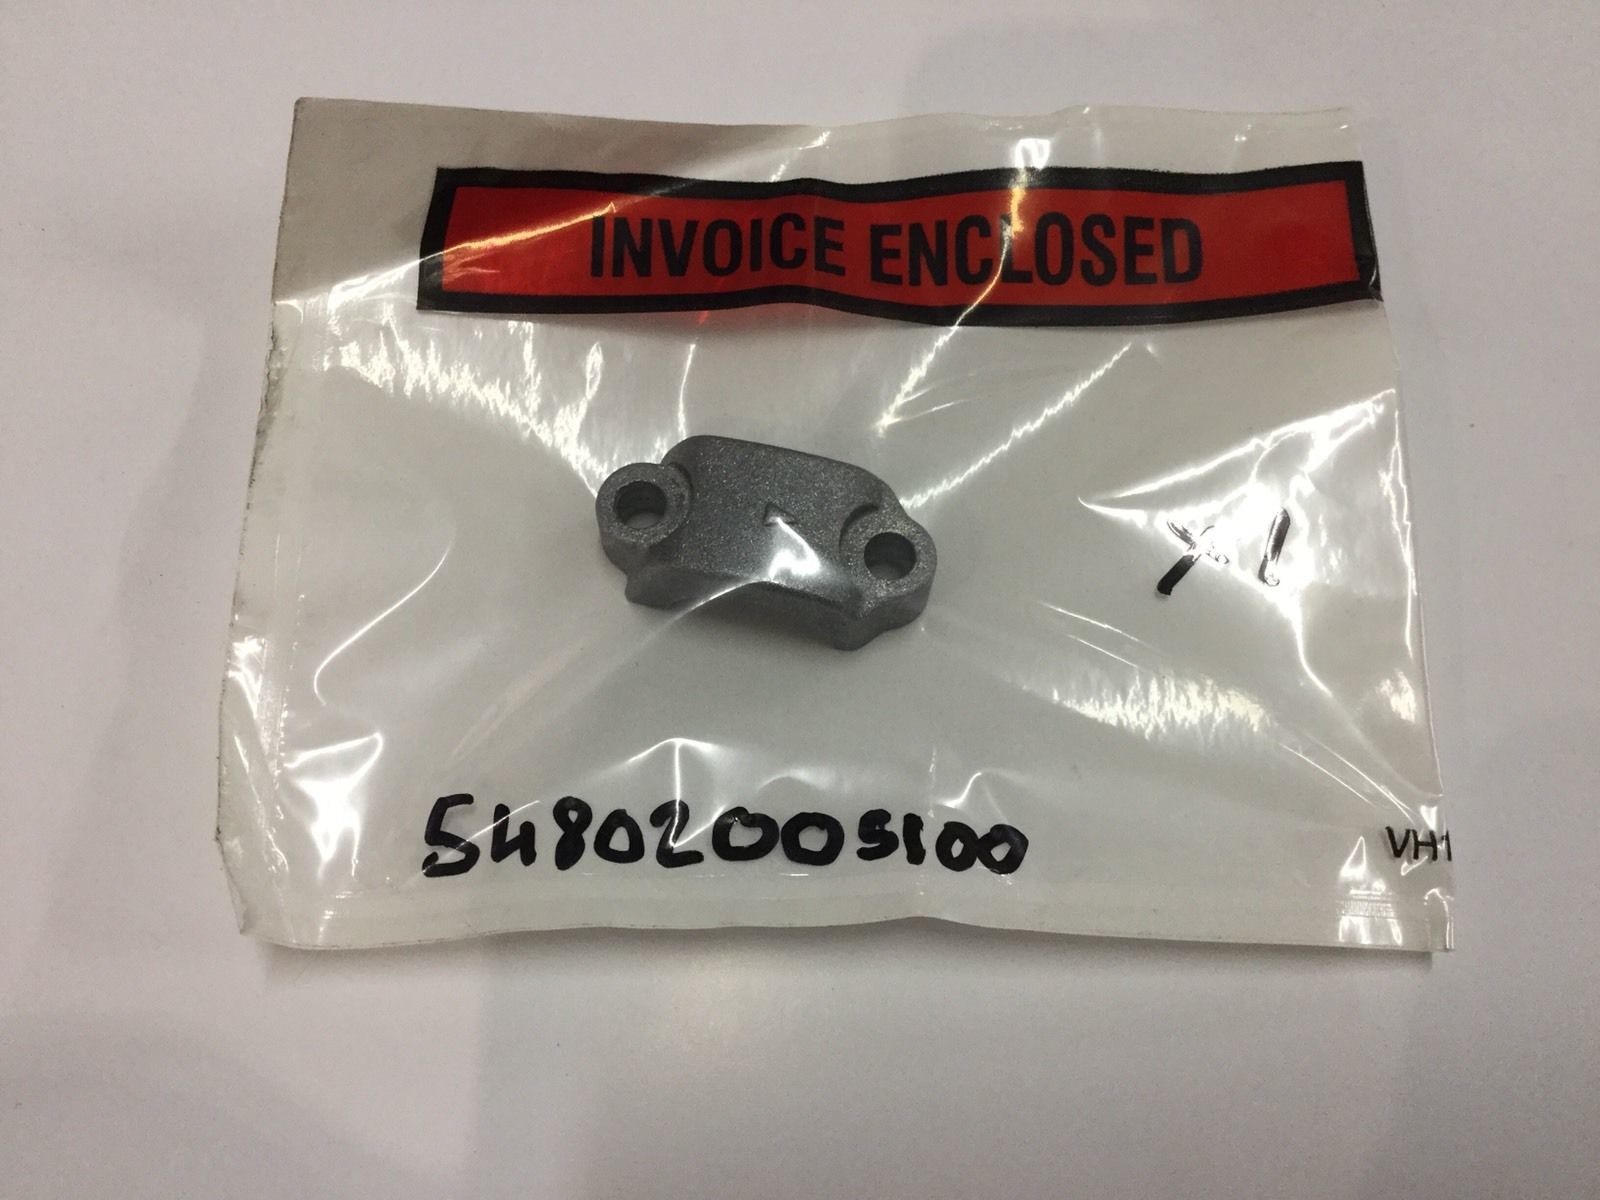 INVOICE ENCLOSED
x1
54802005100
VH1